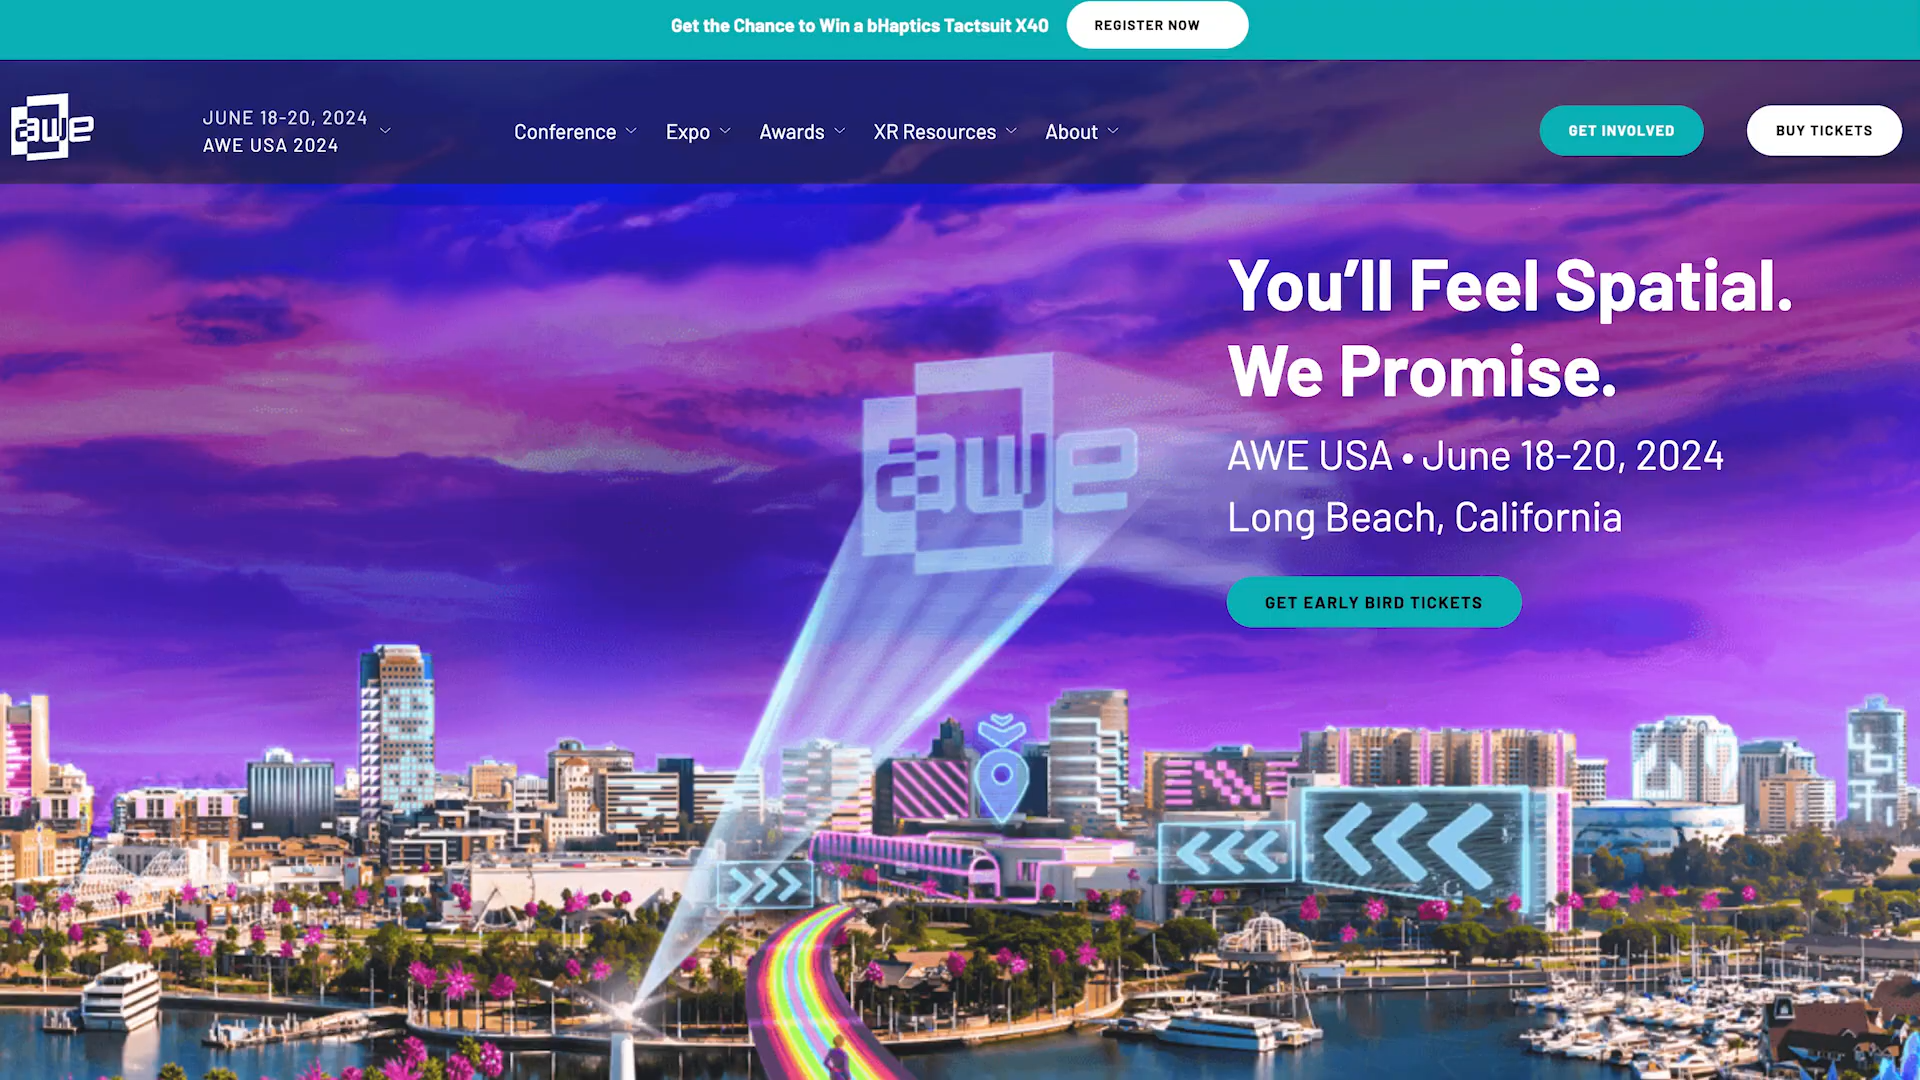 Get the Chance to Win a bHaptics Tactsuit X40
REGISTER NOW
awe
JUNE 18-20, 2024
AWE USA 2024
Conference
Expo
Awards
XR Resources
About
GET INVOLVED
BUY TICKETS
You’ll Feel Spatial.
We Promise.
awe
AWE USA • June 18-20, 2024
Long Beach, California
GET EARLY BIRD TICKETS